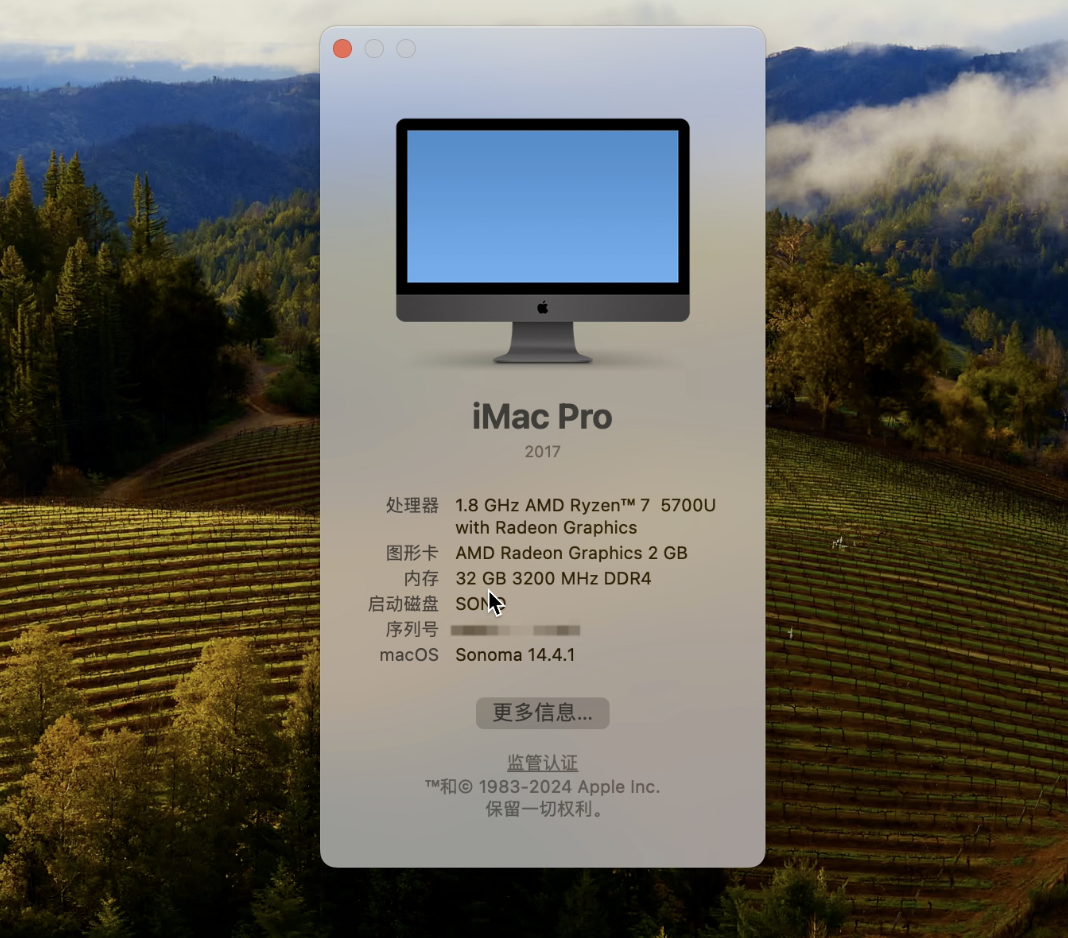 iMac Pro
2017
处理器 1.8 GHz AMD Ryzen™ 7 5700U
with Radeon Graphics
图形卡 AMD Radeon Graphics 2 GB
内存 32 GB 3200 MHz DDR4
启动磁盘
序列号
macOS Sonoma 14.4.1
更多信息...
监管认证
™和© 1983-2024 Apple Inc.
保留一切权利。